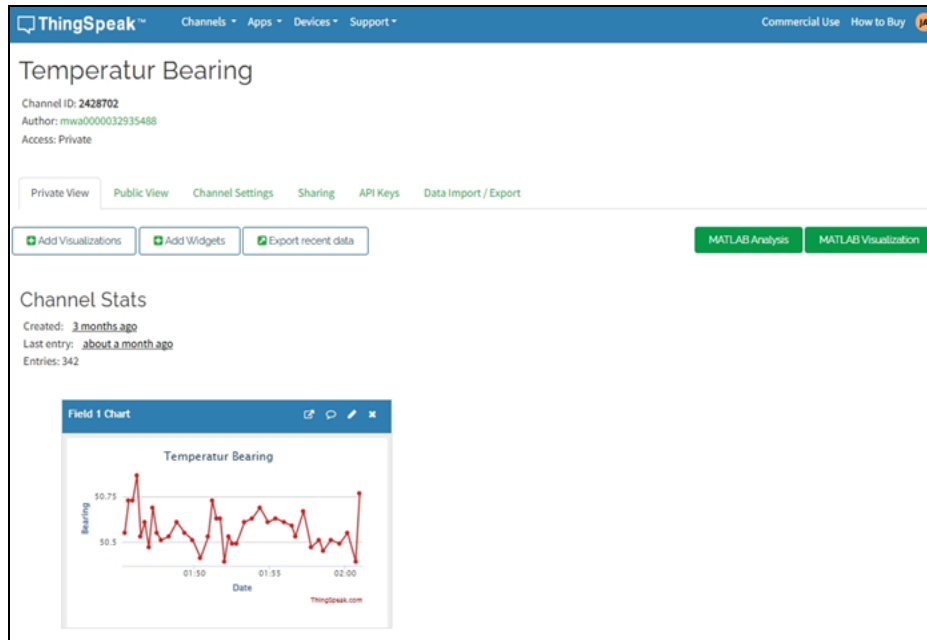 ThingSpeak™ Channels Apps Devices Support Commercial Use How to Buy JA
Temperatur Bearing
Channel ID: 2428702
Author: mwa0000032935488
Access: Private
Private View Public View Channel Settings Sharing API Keys Data Import / Export
Add Visualizations Add Widgets Export recent data MATLAB Analysis MATLAB Visualization
Channel Stats
Created: 3 months ago
Last entry: about a month ago
Entries: 342
Field 1 Chart
Temperatur Bearing
50.75
Bearing
50.5
01:50 01:55 02:00
Date
ThingSpeak.com